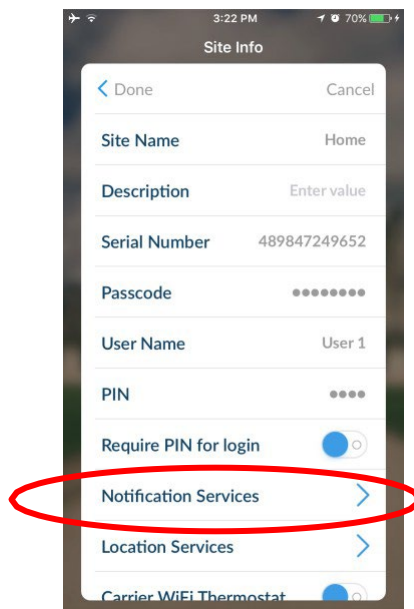 3:22 PM 70%
Site Info
Done Cancel
Site Name Home
Description Enter value
Serial Number 489847249652
Passcode ●●●●●●●●
User Name User 1
PIN ●●●●
Require PIN for login
Notification Services
Location Services
Carrier WiFi Thermostat